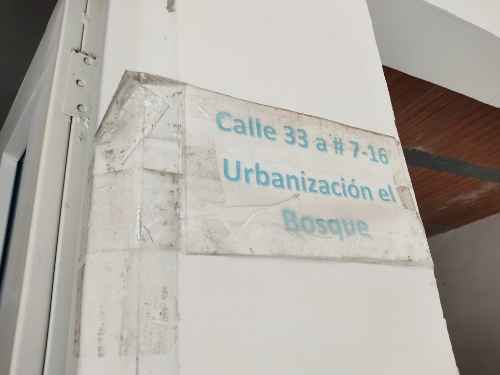 Calle 33 a # 7-16
Urbanización el
Bosque